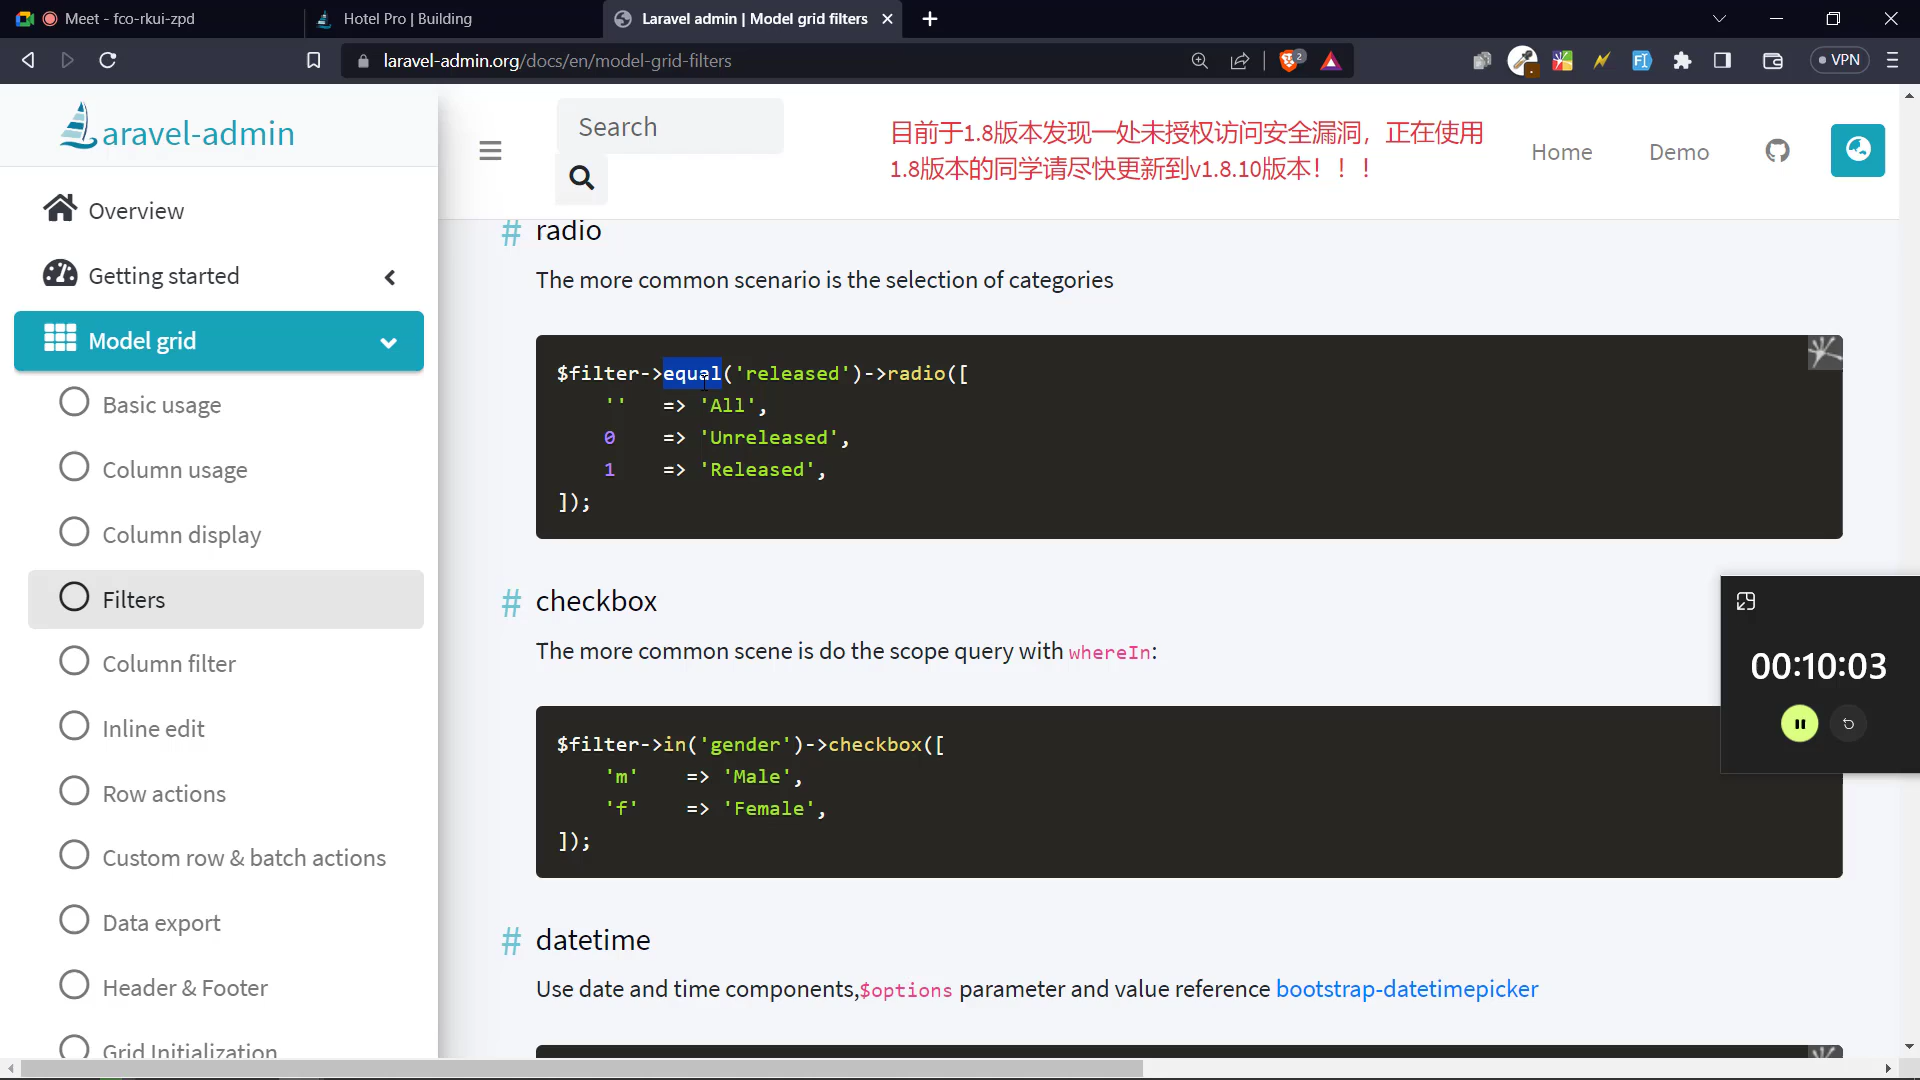 Meet - fco-rkui-zpd
Hotel Pro | Building
Laravel admin | Model grid filters
laravel-admin.org/docs/en/model-grid-filters
2
VPN
aravel-admin
Search
目前于1.8版本发现一处未授权访问安全漏洞，正在使用
1.8版本的同学请尽快更新到v1.8.10版本！！！
Home
Demo
Overview
Getting started
Model grid
Basic usage
Column usage
Column display
Filters
Column filter
Inline edit
Row actions
Custom row & batch actions
Data export
Header & Footer
Grid Initialization
# radio
The more common scenario is the selection of categories
$filter->equal('released')->radio([
'' => 'All',
0 => 'Unreleased',
1 => 'Released',
]);
# checkbox
The more common scene is do the scope query with whereIn:
$filter->in('gender')->checkbox([
'm' => 'Male',
'f' => 'Female',
]);
# datetime
Use date and time components,$options parameter and value reference bootstrap-datetimepicker
00:10:03